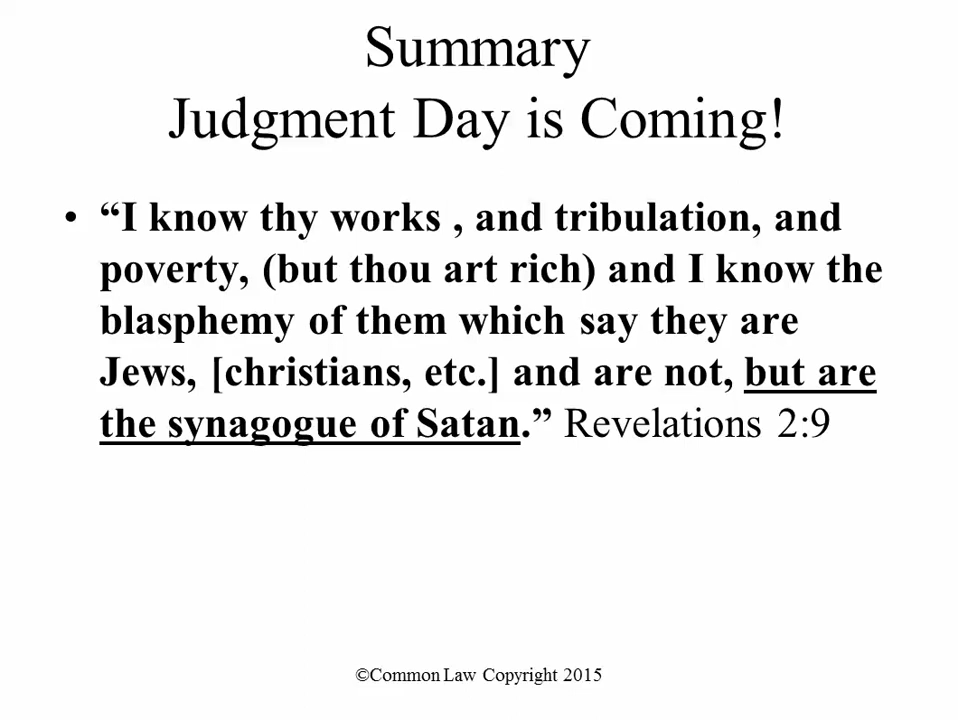 Summary
Judgment Day is Coming!
• “I know thy works , and tribulation, and
poverty, (but thou art rich) and I know the
blasphemy of them which say they are
Jews, [christians, etc.] and are not, but are
the synagogue of Satan.” Revelations 2:9
©Common Law Copyright 2015